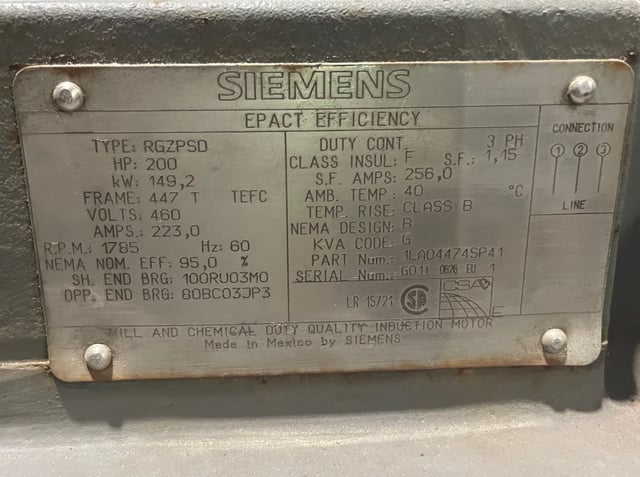 SIEMENS
EPACT EFFICIENCY
TYPE: RGZPSD
HP: 200
kW: 149,2
FRAME: 447 T TEFC
VOLTS: 460
AMPS.: 223,0
R.P.M.: 1785 Hz: 60
NEMA NOM. EFF: 95,0 %
SH. END BRG: 100RU03M0
OPP. END BRG: 80BC03JP3
DUTY CONT. 3 PH
CLASS INSUL: F S.F.: 1,15
S.F. AMPS: 256,0
AMB. TEMP.: 40 °C
TEMP. RISE: CLASS B
NEMA DESIGN: B
KVA CODE: G
PART Num.: 1LA04474SP41
SERIAL Num.: G01T 0676 EU 1
LR 15721 CSA
E
CONNECTION
1 2 3
LINE
MILL AND CHEMICAL DUTY QUALITY INDUCTION MOTOR
Made In Mexico by SIEMENS